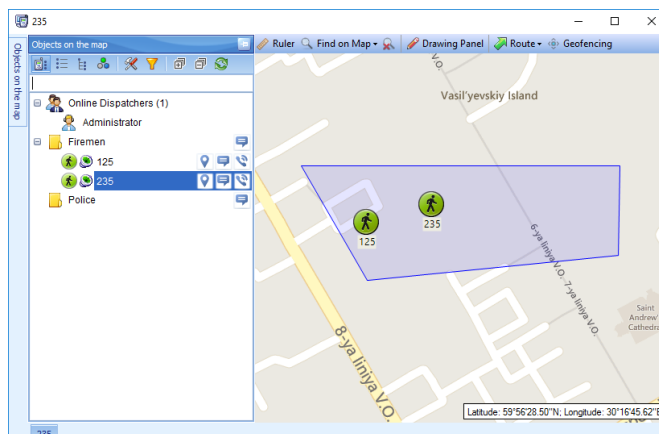 235
Objects on the map
Objects on the map
Ruler Find on Map Drawing Panel Route Geofencing
Online Dispatchers (1)
Administrator
Firemen
125
235
Police
Vasil'yevskiy Island
V.O.
125
235
6-ya liniya V.O.
7-ya liniya V.O.
8-ya liniya V.O.
Saint
Andrew'
Cathedra
Latitude: 59°56'28.50"N; Longitude: 30°16'45.62"E
235